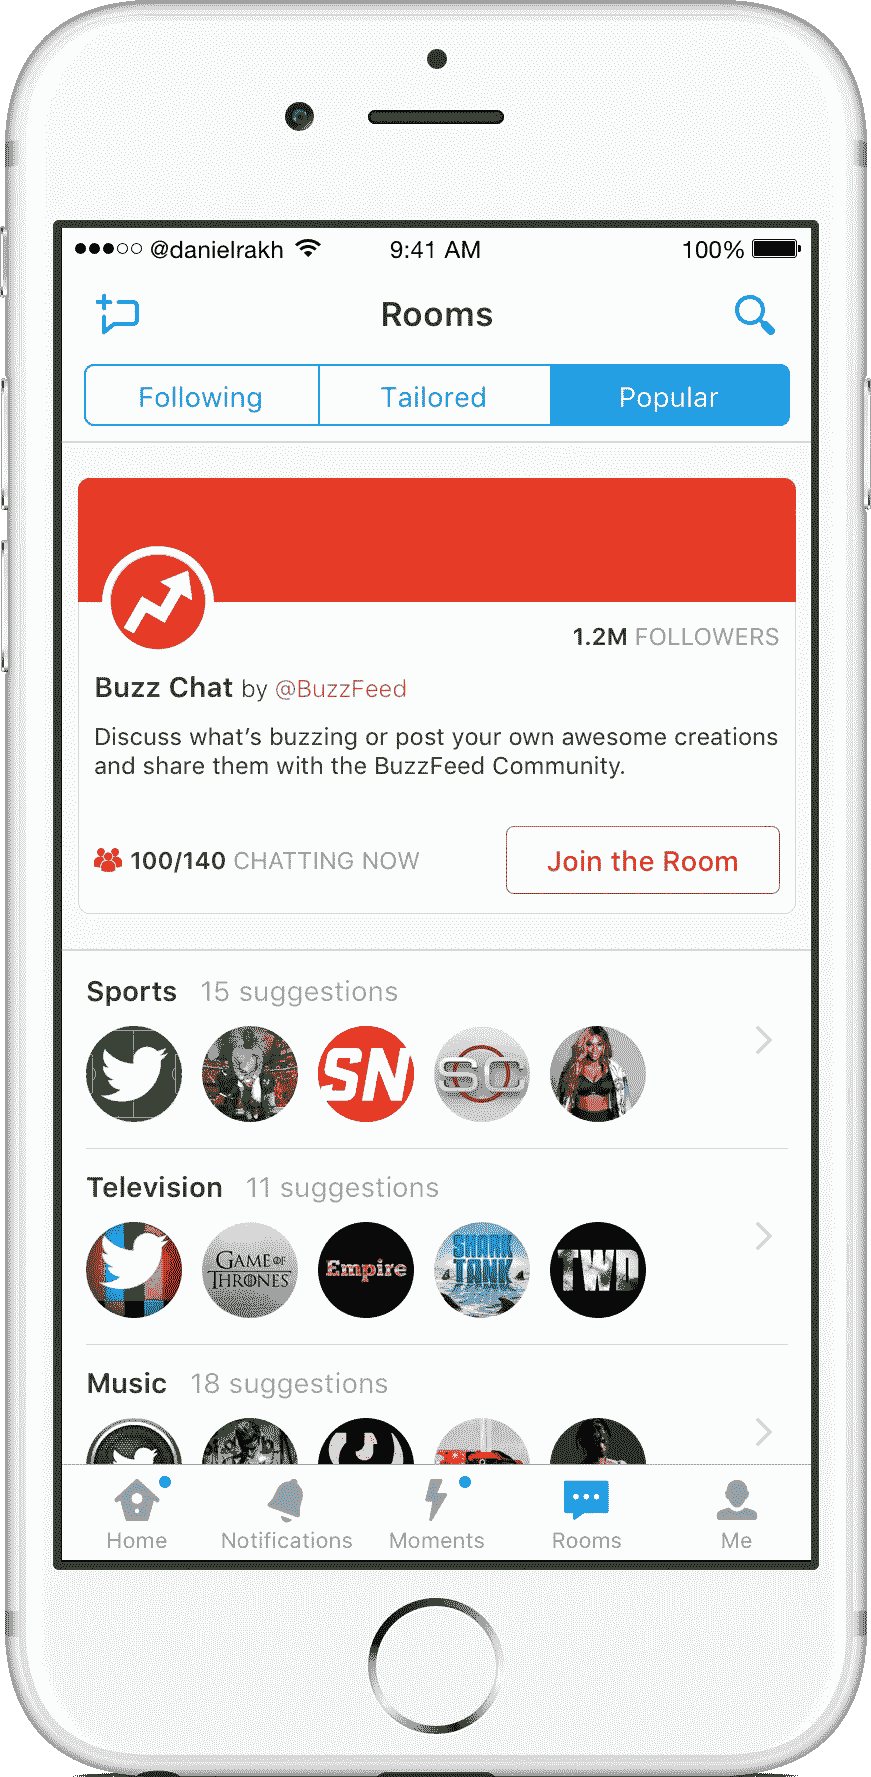 @danielrakh 9:41 AM 100%
Rooms
Following Tailored Popular
1.2M FOLLOWERS
Buzz Chat by @BuzzFeed
Discuss what's buzzing or post your own awesome creations
and share them with the BuzzFeed Community.
100/140 CHATTING NOW Join the Room
Sports 15 suggestions
SN SC
Television 11 suggestions
GAME OF
THRONES
Empire
SHARK
TANK
TWD
Music 18 suggestions
Home Notifications Moments Rooms Me